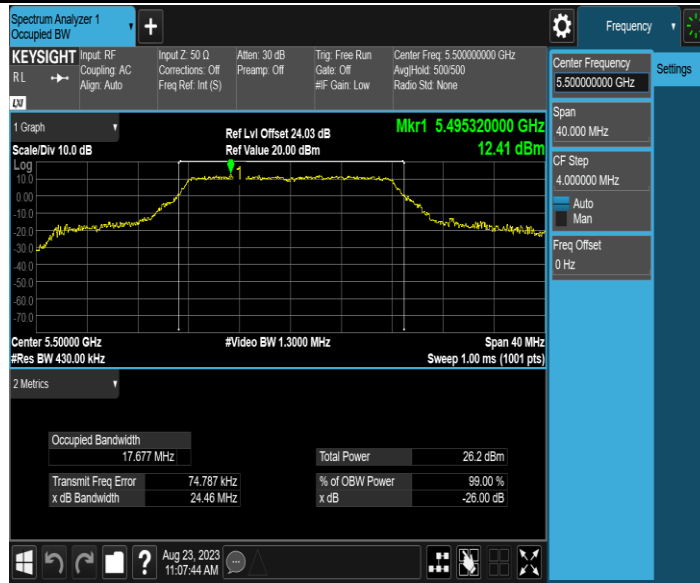 Spectrum Analyzer 1
Occupied BW
+
Frequency
KEYSIGHT
Input: RF
Coupling: AC
Align: Auto
Input Z: 50 Ω
Corrections: Off
Freq Ref: Int (S)
Atten: 30 dB
Preamp: Off
Trig: Free Run
Gate: Off
#IF Gain: Low
Center Freq: 5.500000000 GHz
Avg|Hold: 500/500
Radio Std: None
RL
LXI
Center Frequency
5.500000000 GHz
Settings
Span
40.000 MHz
CF Step
4.000000 MHz
Auto
Man
Freq Offset
0 Hz
1 Graph
Scale/Div 10.0 dB
Ref Lvl Offset 24.03 dB
Ref Value 20.00 dBm
Mkr1 5.495320000 GHz
12.41 dBm
Log
10.0
0.00
-10.0
-20.0
-30.0
-40.0
-50.0
-60.0
-70.0
1
Center 5.50000 GHz
#Res BW 430.00 kHz
#Video BW 1.3000 MHz
Span 40 MHz
Sweep 1.00 ms (1001 pts)
2 Metrics
Occupied Bandwidth
17.677 MHz
Transmit Freq Error 74.787 kHz
x dB Bandwidth 24.46 MHz
Total Power 26.2 dBm
% of OBW Power 99.00 %
x dB -26.00 dB
?
Aug 23, 2023
11:07:44 AM